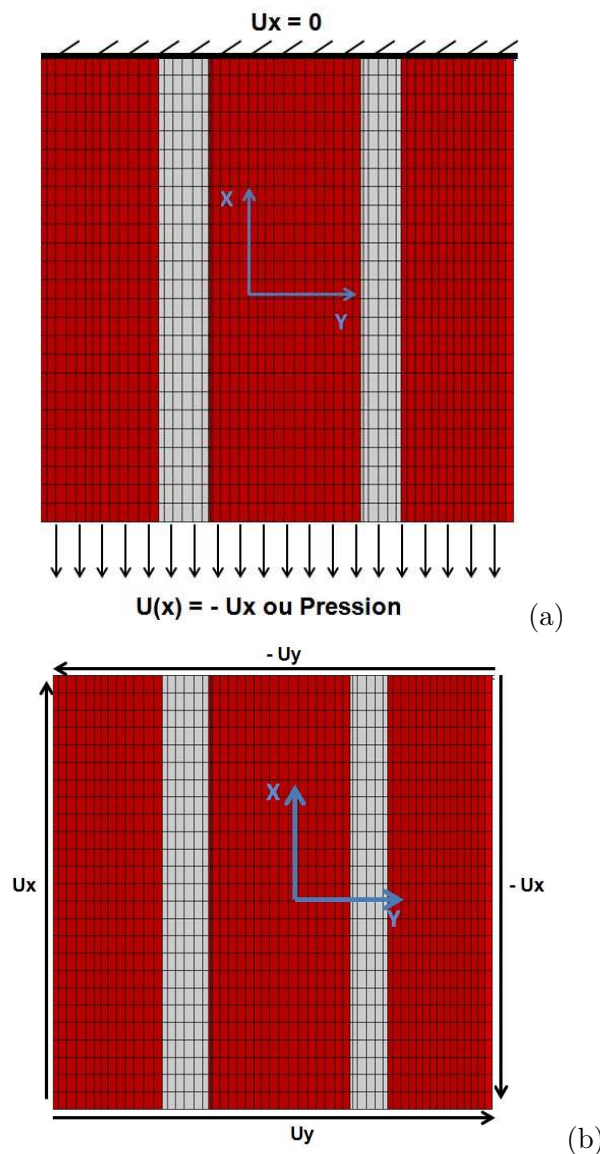 Ux = 0
X
Y
U(x) = - Ux ou Pression
(a)
- Uy
X
Ux
- Ux
Y
Uy
(b)